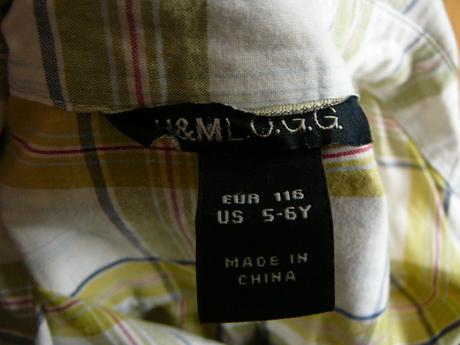 H&M L.O.G.G.
EUR 116
US 5-6Y
MADE IN
CHINA